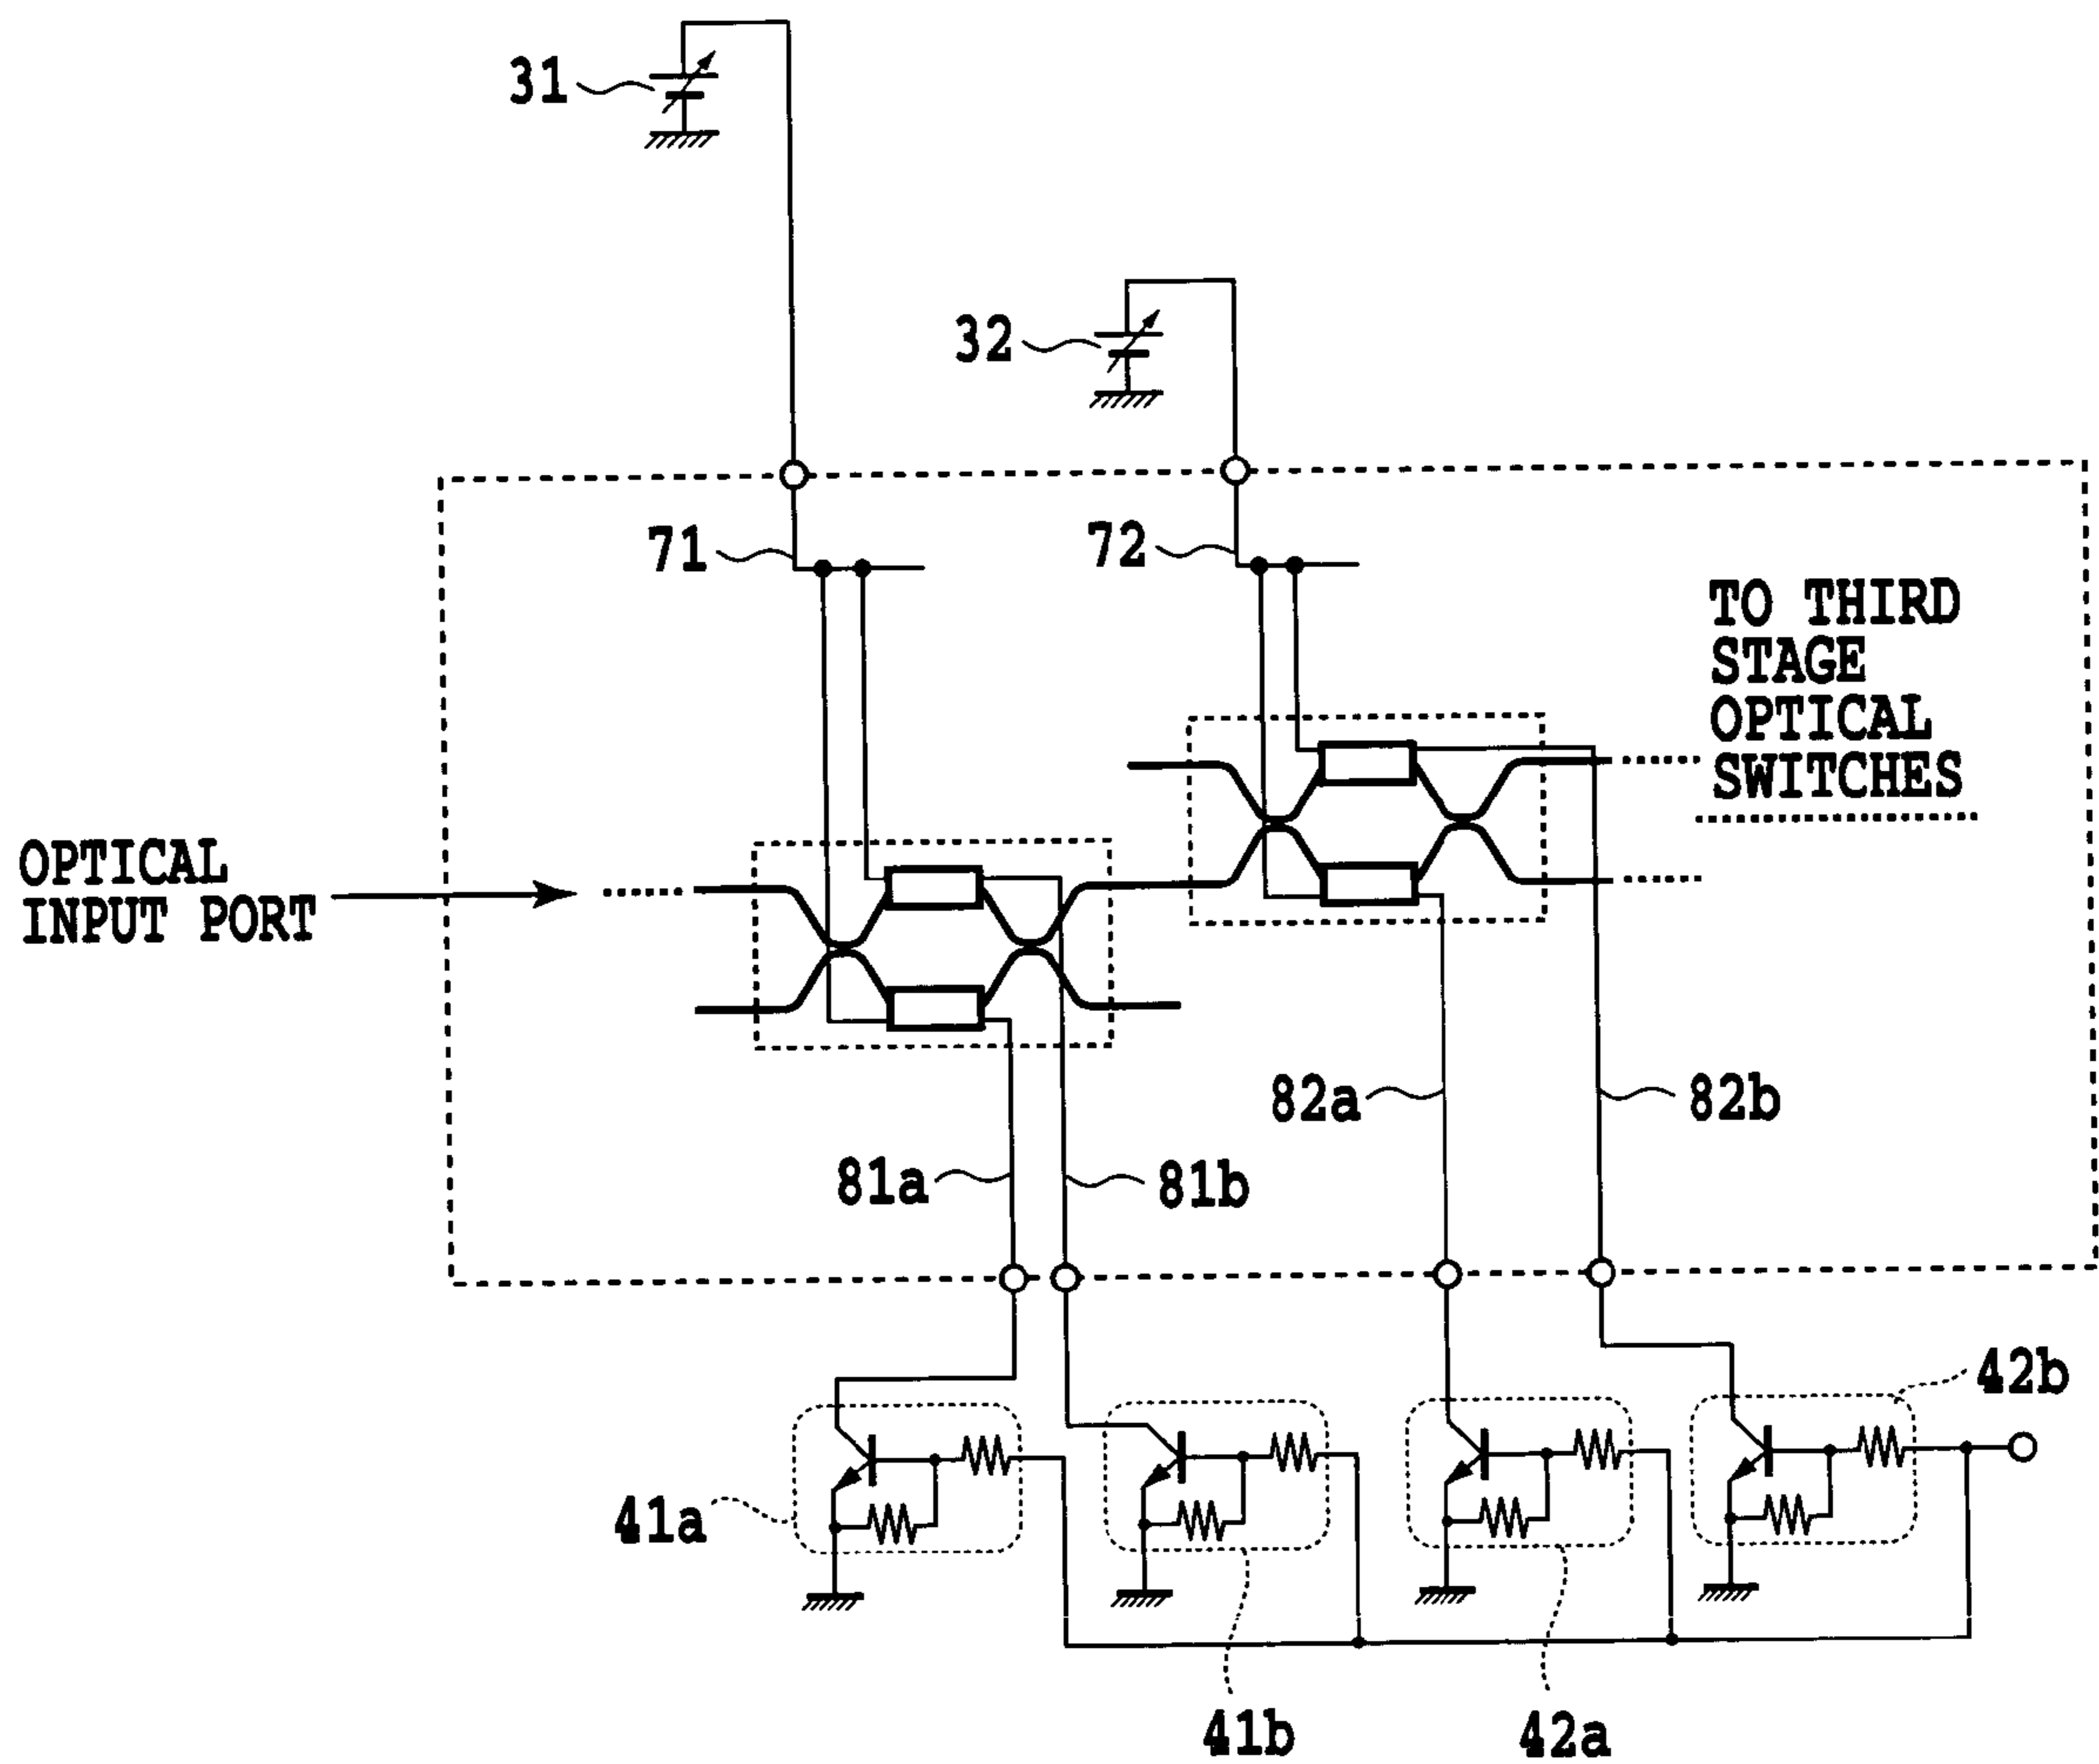 31
32
71
72
TO THIRD
STAGE
OPTICAL
SWITCHES
OPTICAL
INPUT PORT
82a
82b
81a
81b
42b
41a
41b
42a